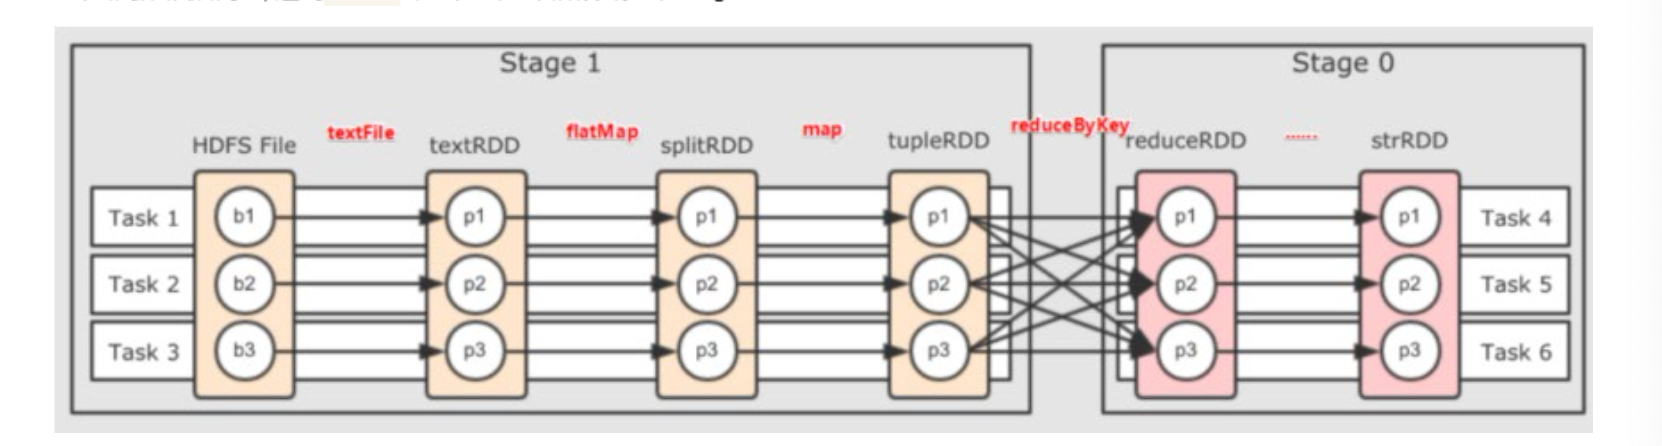 Stage 1
Stage 0
HDFS File textFile textRDD flatMap splitRDD map tupleRDD reduceByKey reduceRDD ...... strRDD
Task 1 b1 p1 p1 p1 p1 p1 Task 4
Task 2 b2 p2 p2 p2 p2 p2 Task 5
Task 3 b3 p3 p3 p3 p3 p3 Task 6